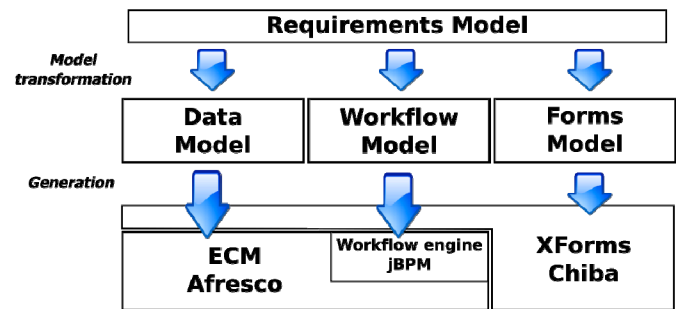 Requirements Model
Model
transformation
Data
Model
Workflow
Model
Forms
Model
Generation
ECM
Afresco
Workflow engine
jBPM
XForms
Chiba